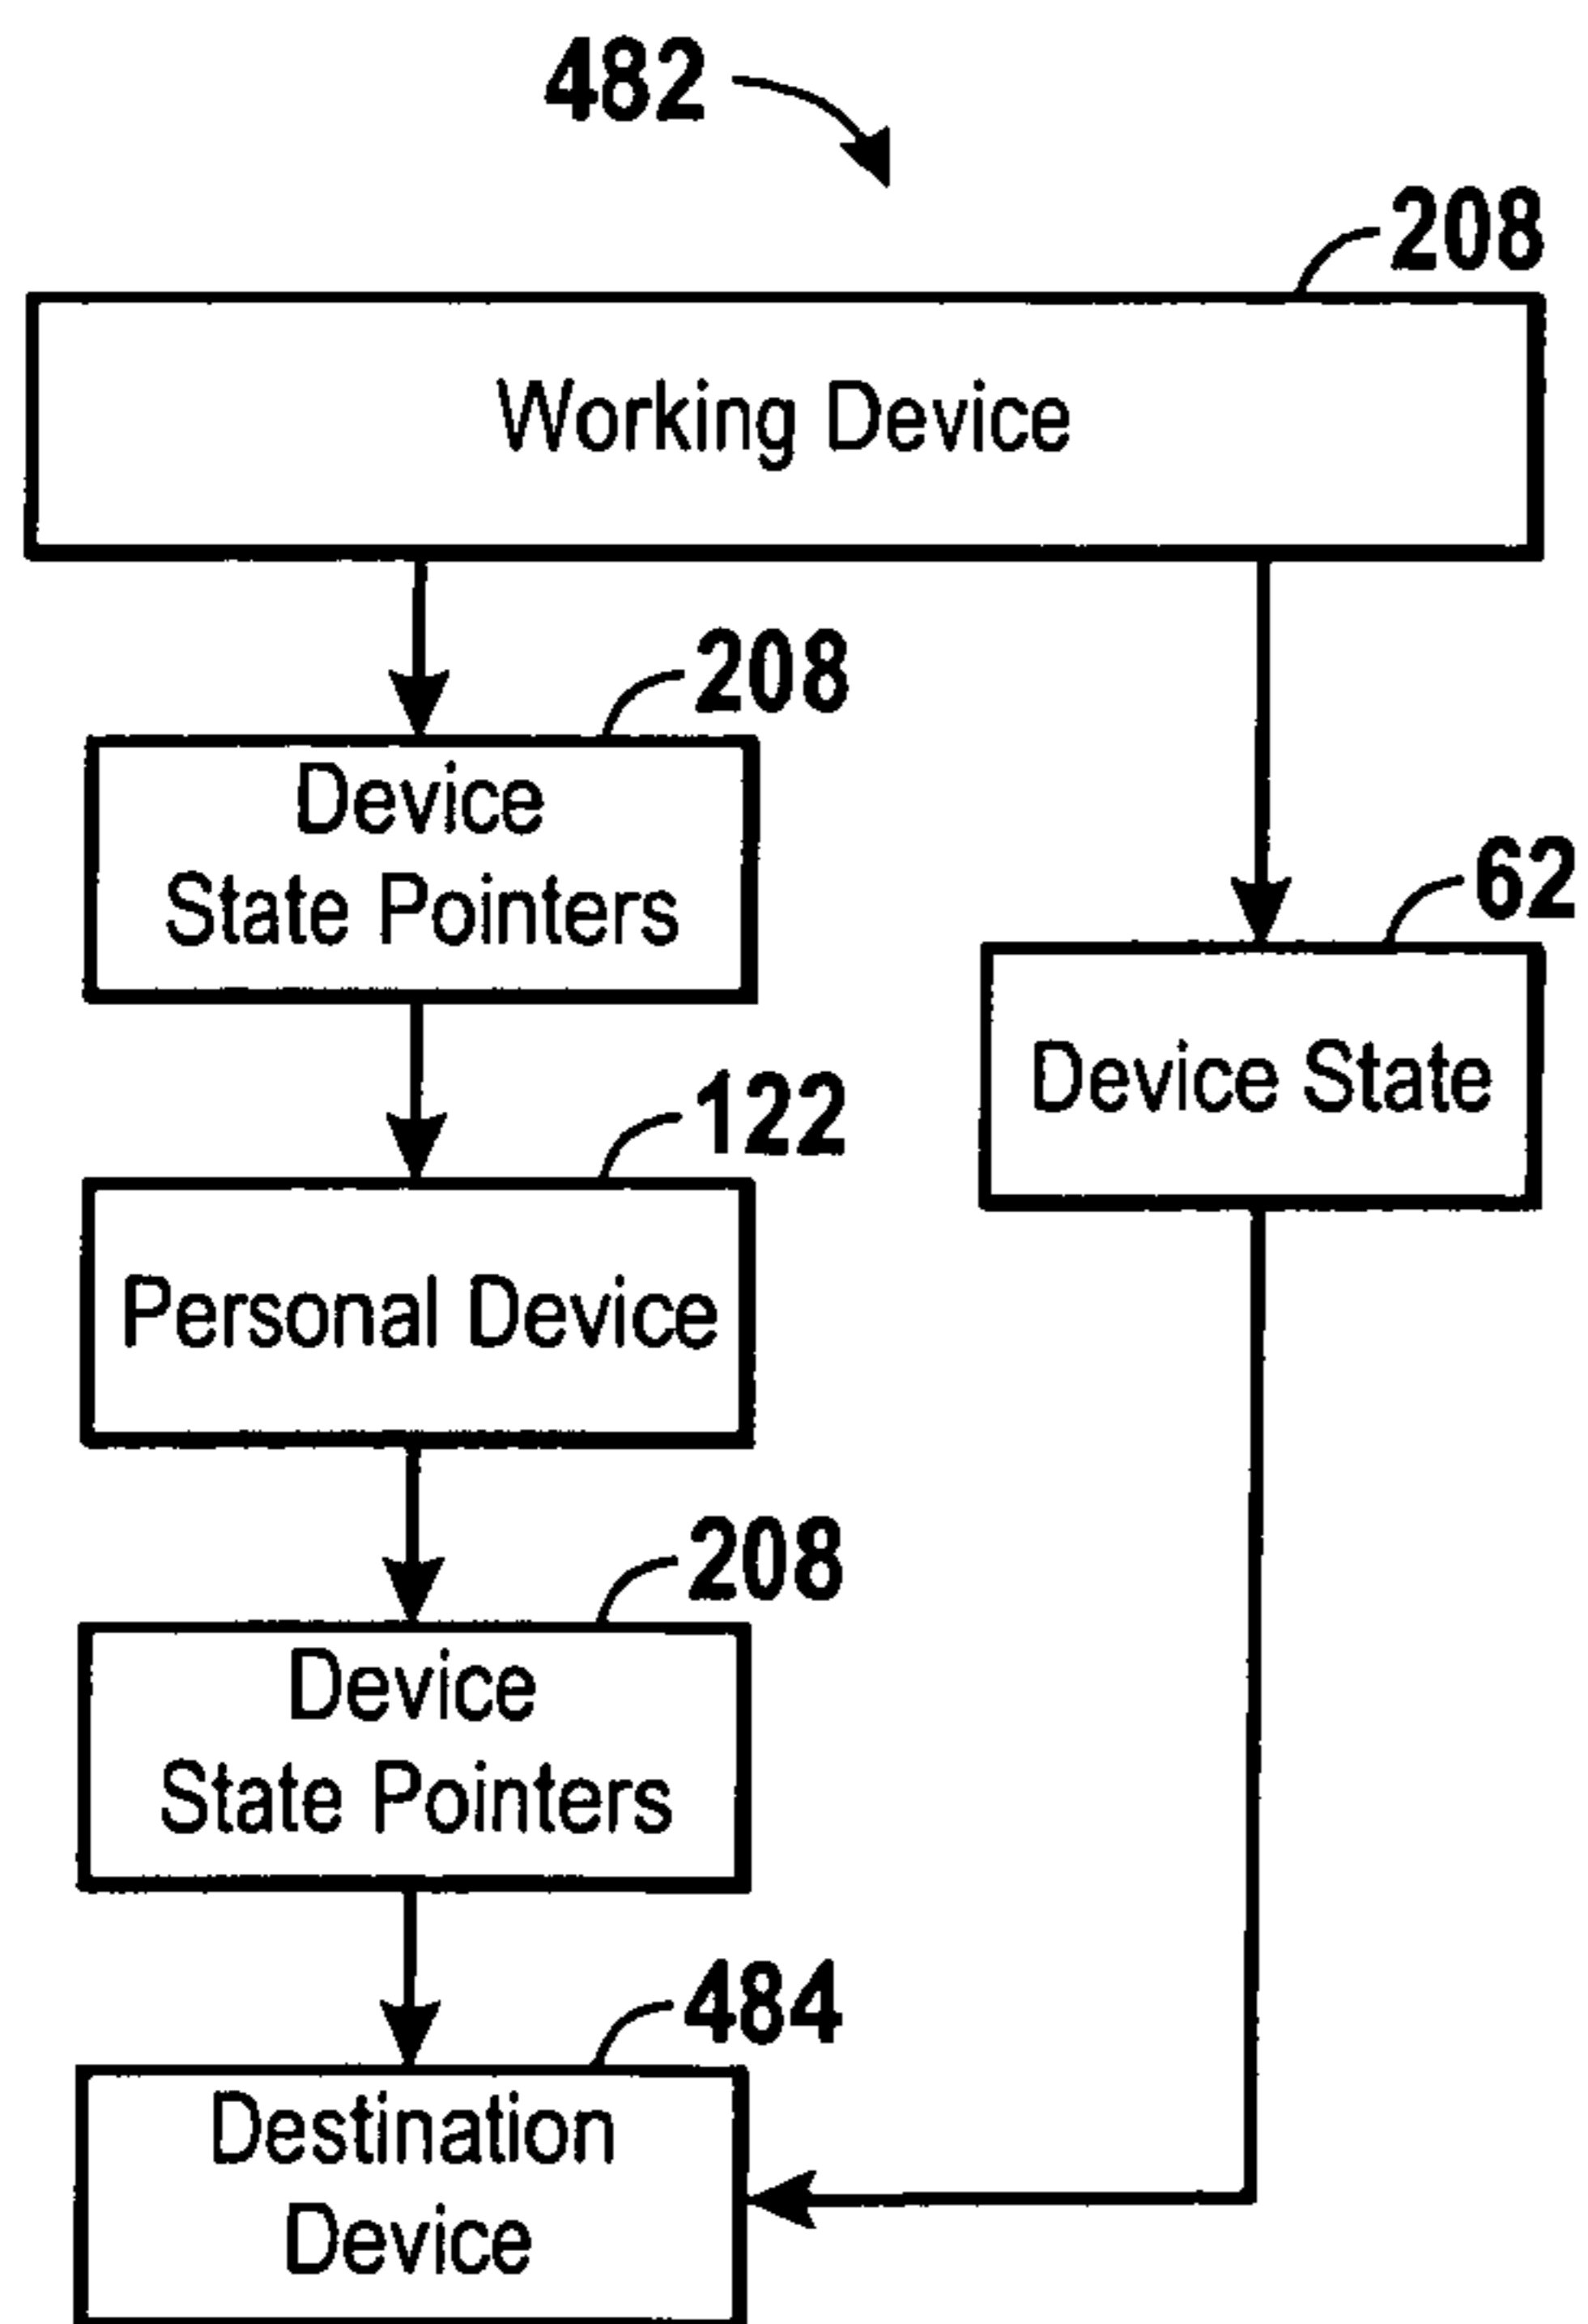 482
208
Working Device
208
Device
State Pointers
62
Device State
122
Personal Device
208
Device
State Pointers
484
Destination
Device